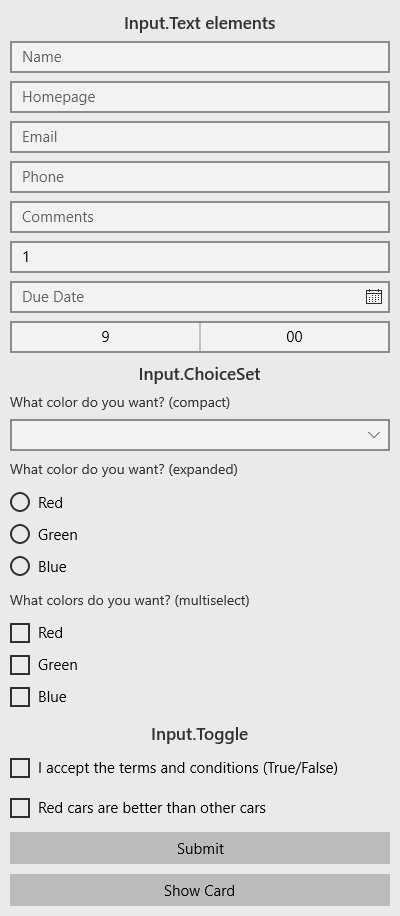 Input.Text elements
Name
Homepage
Email
Phone
Comments
1
Due Date
9 00
Input.ChoiceSet
What color do you want? (compact)
What color do you want? (expanded)
Red
Green
Blue
What colors do you want? (multiselect)
Red
Green
Blue
Input.Toggle
I accept the terms and conditions (True/False)
Red cars are better than other cars
Submit
Show Card